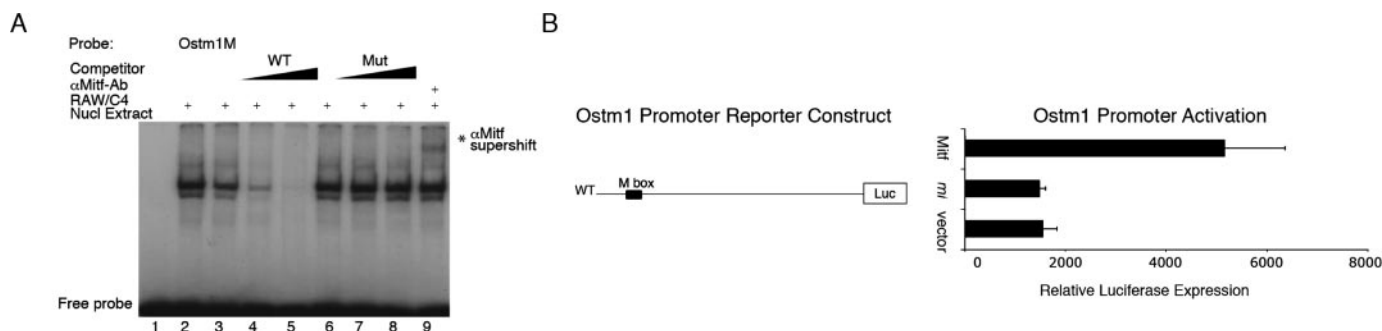 A
Probe: Ostm1M
Competitor WT Mut
αMitf-Ab +
RAW/C4
Nucl Extract + + + + + + + +
* αMitf
supershift
Free probe
1 2 3 4 5 6 7 8 9
B
Ostm1 Promoter Reporter Construct
WT M box Luc
Ostm1 Promoter Activation
Mitf
mi
vector
0 2000 4000 6000 8000
Relative Luciferase Expression